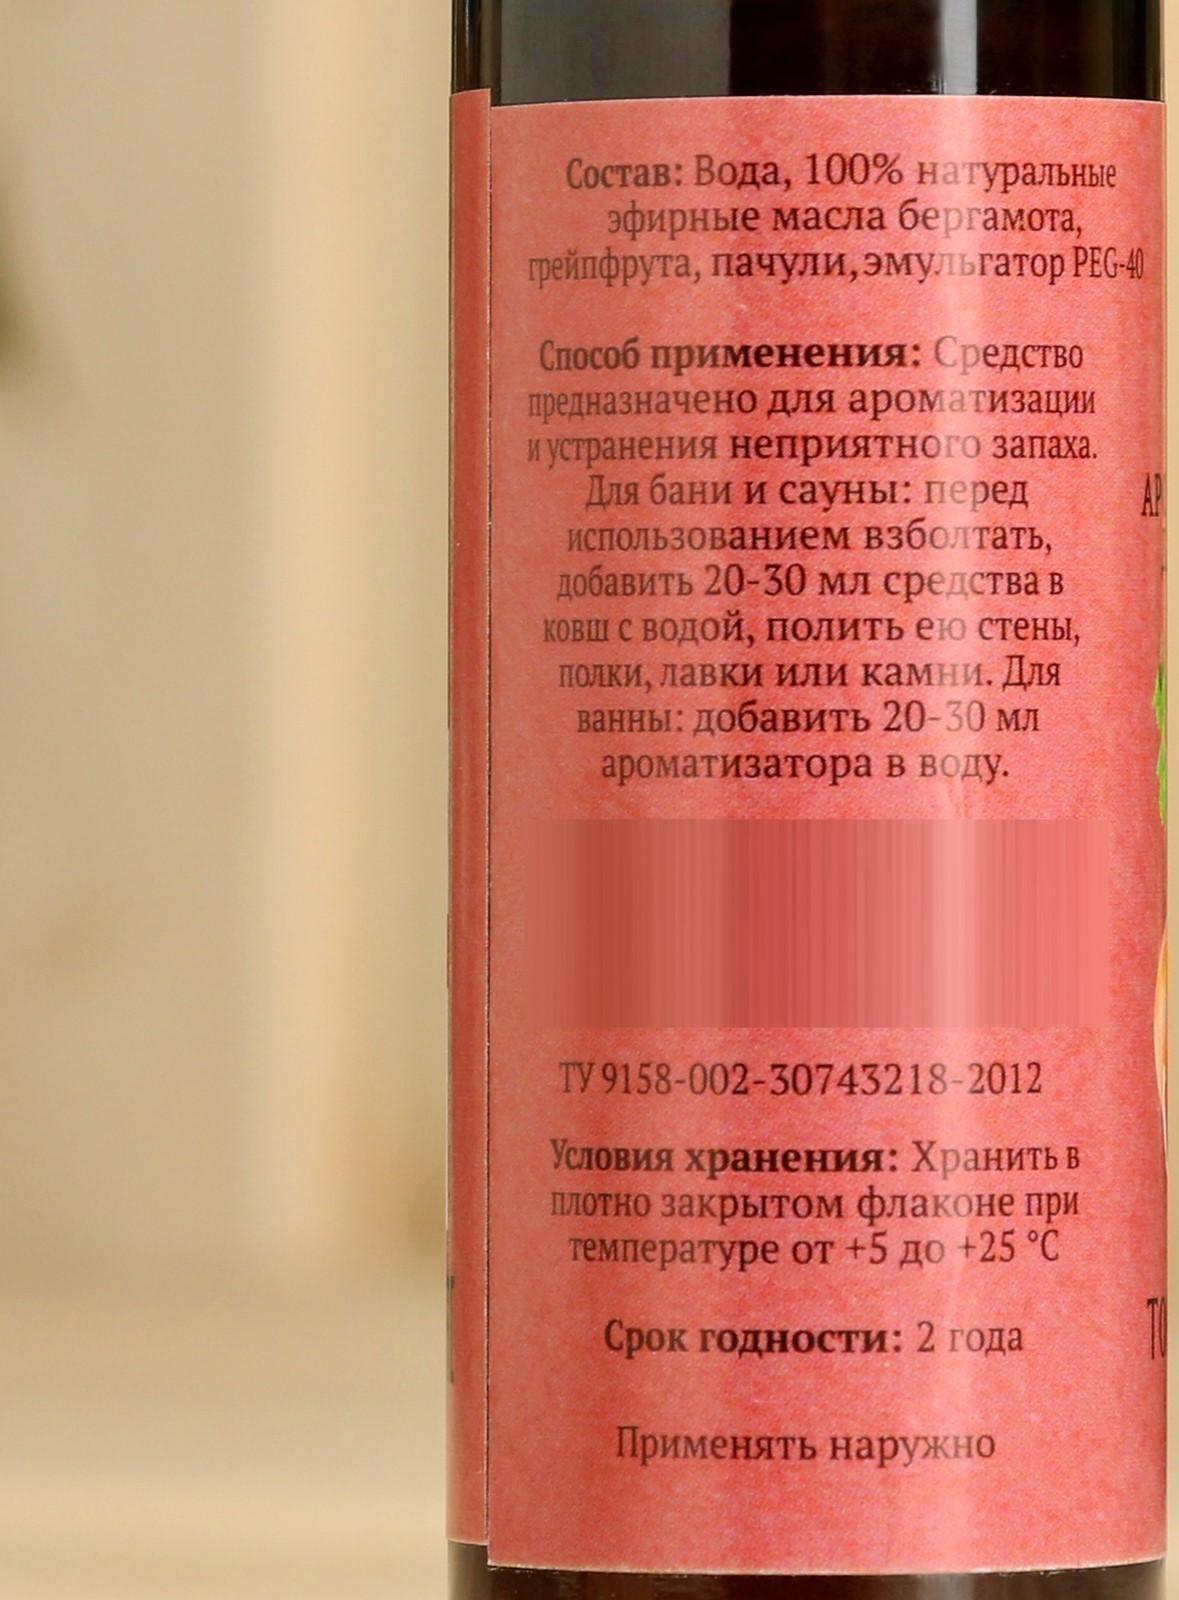 Состав: Вода, 100% натуральные
эфирные масла бергамота,
грейпфрута, пачули, эмульгатор PEG-40
Способ применения: Средство
предназначено для ароматизации
и устранения неприятного запаха.
Для бани и сауны: перед
использованием взболтать,
добавить 20-30 мл средства в
ковш с водой, полить ею стены,
полки, лавки или камни. Для
ванны: добавить 20-30 мл
ароматизатора в воду.
ТУ 9158-002-30743218-2012
Условия хранения: Хранить в
плотно закрытом флаконе при
температуре от +5 до +25 °C
Срок годности: 2 года
Применять наружно